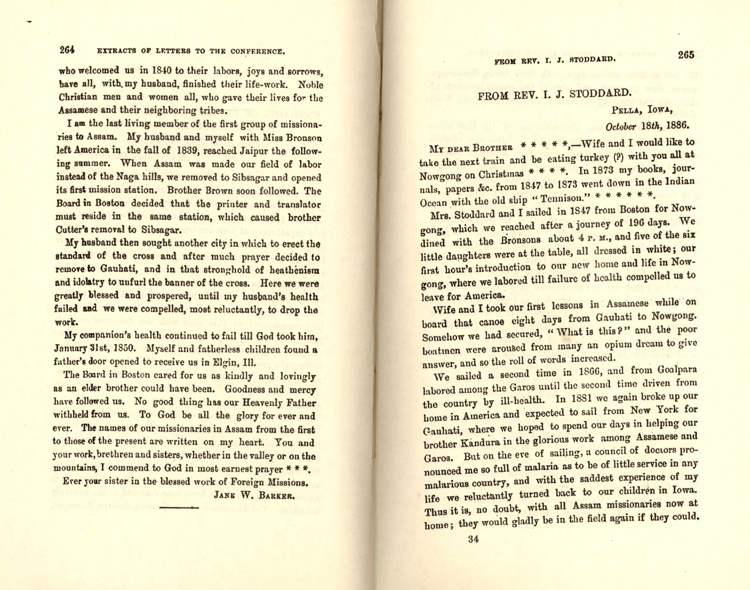 264 EXTRACTS OF LETTERS TO THE CONFERENCE.
who welcomed us in 1840 to their labors, joys and sorrows,
have all, with my husband, finished their life-work. Noble
Christian men and women all, who gave their lives for the
Assamese and their neighboring tribes.
I am the last living member of the first group of missiona-
ries to Assam. My husband and myself with Miss Bronson
left America in the fall of 1839, reached Jaipur the follow-
ing summer. When Assam was made our field of labor
instead of the Naga hills, we removed to Sibsagar and opened
its first mission station. Brother Brown soon followed. The
Board in Boston decided that the printer and translator
must reside in the same station, which caused brother
Cutter's removal to Sibsagar.
My husband then sought another city in which to erect the
standard of the cross and after much prayer decided to
remove to Gauhati, and in that stronghold of heathenism
and idolatry to unfurl the banner of the cross. Here we were
greatly blessed and prospered, until my husband's health
failed and we were compelled, most reluctantly, to drop the
work.
My companion's health continued to fail till God took him,
January 31st, 1850. Myself and fatherless children found a
father's door opened to receive us in Elgin, Ill.
The Board in Boston cared for us as kindly and lovingly
as an elder brother could have been. Goodness and mercy
have followed us. No good thing has our Heavenly Father
withheld from us. To God be all the glory for ever and
ever. The names of our missionaries in Assam from the first
to those of the present are written on my heart. You and
your work, brethren and sisters, whether in the valley or on the
mountains, I commend to God in most earnest prayer * * *.
Ever your sister in the blessed work of Foreign Missions.
JANE W. BARKER.
FROM REV. I. J. STODDARD. 265
FROM REV. I. J. STODDARD.
PELLA, IOWA,
October 18th, 1886.
MY DEAR BROTHER * * * * *,—Wife and I would like to
take the next train and be eating turkey (?) with you all at
Nowgong on Christmas * * * *. In 1873 my books, jour-
nals, papers &c. from 1847 to 1873 went down in the Indian
Ocean with the old ship "Tennison." * * * * * *.
Mrs. Stoddard and I sailed in 1847 from Boston for Now-
gong, which we reached after a journey of 196 days. We
dined with the Bronsons about 4 P. M., and five of the six
little daughters were at the table, all dressed in white; our
first hour's introduction to our new home and life in Now-
gong, where we labored till failure of health compelled us to
leave for America.
Wife and I took our first lessons in Assamese while on
board that canoe eight days from Gauhati to Nowgong.
Somehow we had secured, "What is this?" and the poor
boatmen were aroused from many an opium dream to give
answer, and so the roll of words increased.
We sailed a second time in 1866, and from Goalpara
labored among the Garos until the second time driven from
the country by ill-health. In 1881 we again broke up our
home in America and expected to sail from New York for
Gauhati, where we hoped to spend our days in helping our
brother Kandura in the glorious work among Assamese and
Garos. But on the eve of sailing, a council of doctors pro-
nounced me so full of malaria as to be of little service in any
malarious country, and with the saddest experience of my
life we reluctantly turned back to our children in Iowa.
Thus it is, no doubt, with all Assam missionaries now at
home; they would gladly be in the field again if they could.
34